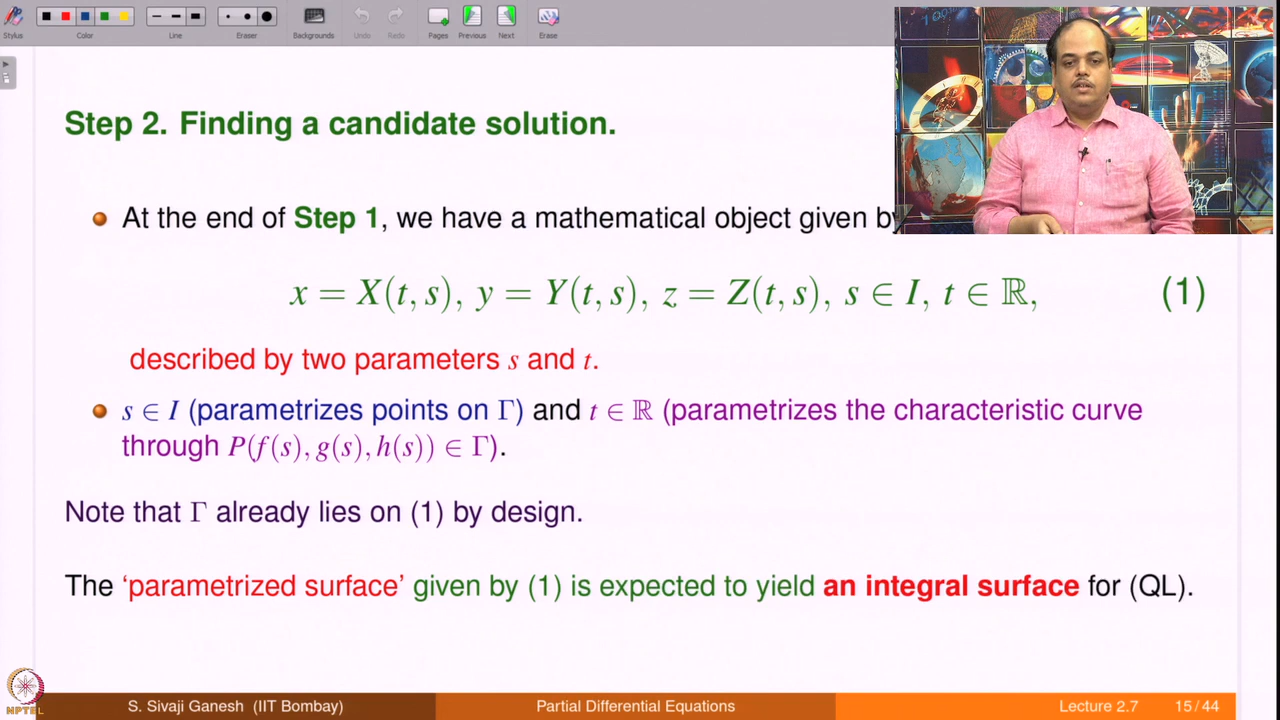 Stylus
Color
Line
Eraser
Backgrounds
Undo
Redo
Pages
Previous
Next
Erase
Step 2. Finding a candidate solution.
At the end of Step 1, we have a mathematical object given by
x = X(t, s), y = Y(t, s), z = Z(t, s), s ∈ I, t ∈ ℝ, (1)
described by two parameters s and t.
s ∈ I (parametrizes points on Γ) and t ∈ ℝ (parametrizes the characteristic curve
through P(f(s), g(s), h(s)) ∈ Γ).
Note that Γ already lies on (1) by design.
The ‘parametrized surface’ given by (1) is expected to yield an integral surface for (QL).
NPTEL
S. Sivaji Ganesh (IIT Bombay)
Partial Differential Equations
Lecture 2.7
15 / 44